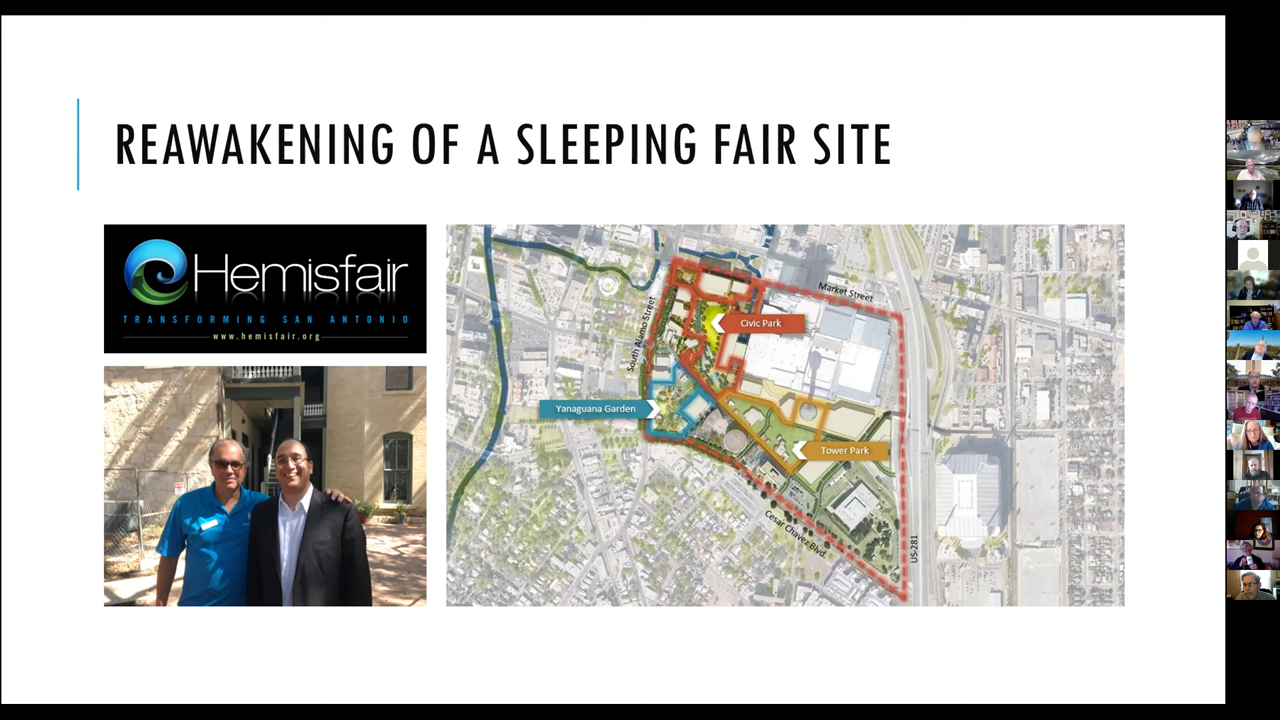 REAWAKENING OF A SLEEPING FAIR SITE
Hemisfair
TRANSFORMING SAN ANTONIO
www.hemisfair.org
Market Street
South Alamo Street
Civic Park
Yanaguana Garden
Tower Park
Cesar Chavez Blvd.
US-281